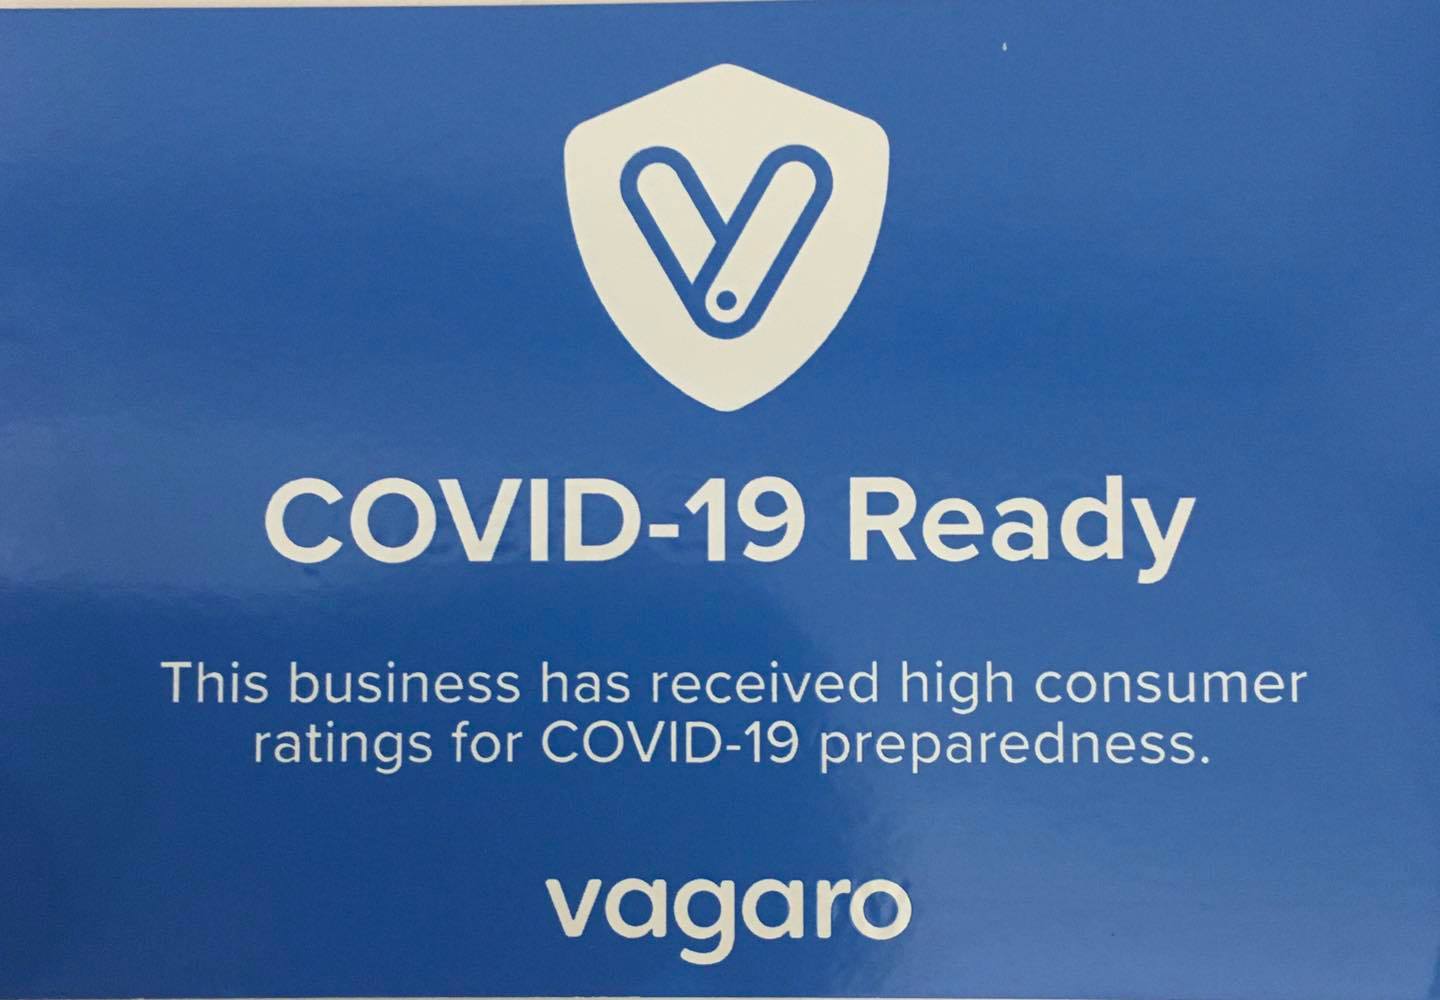 COVID-19 Ready
This business has received high consumer
ratings for COVID-19 preparedness.
vagaro